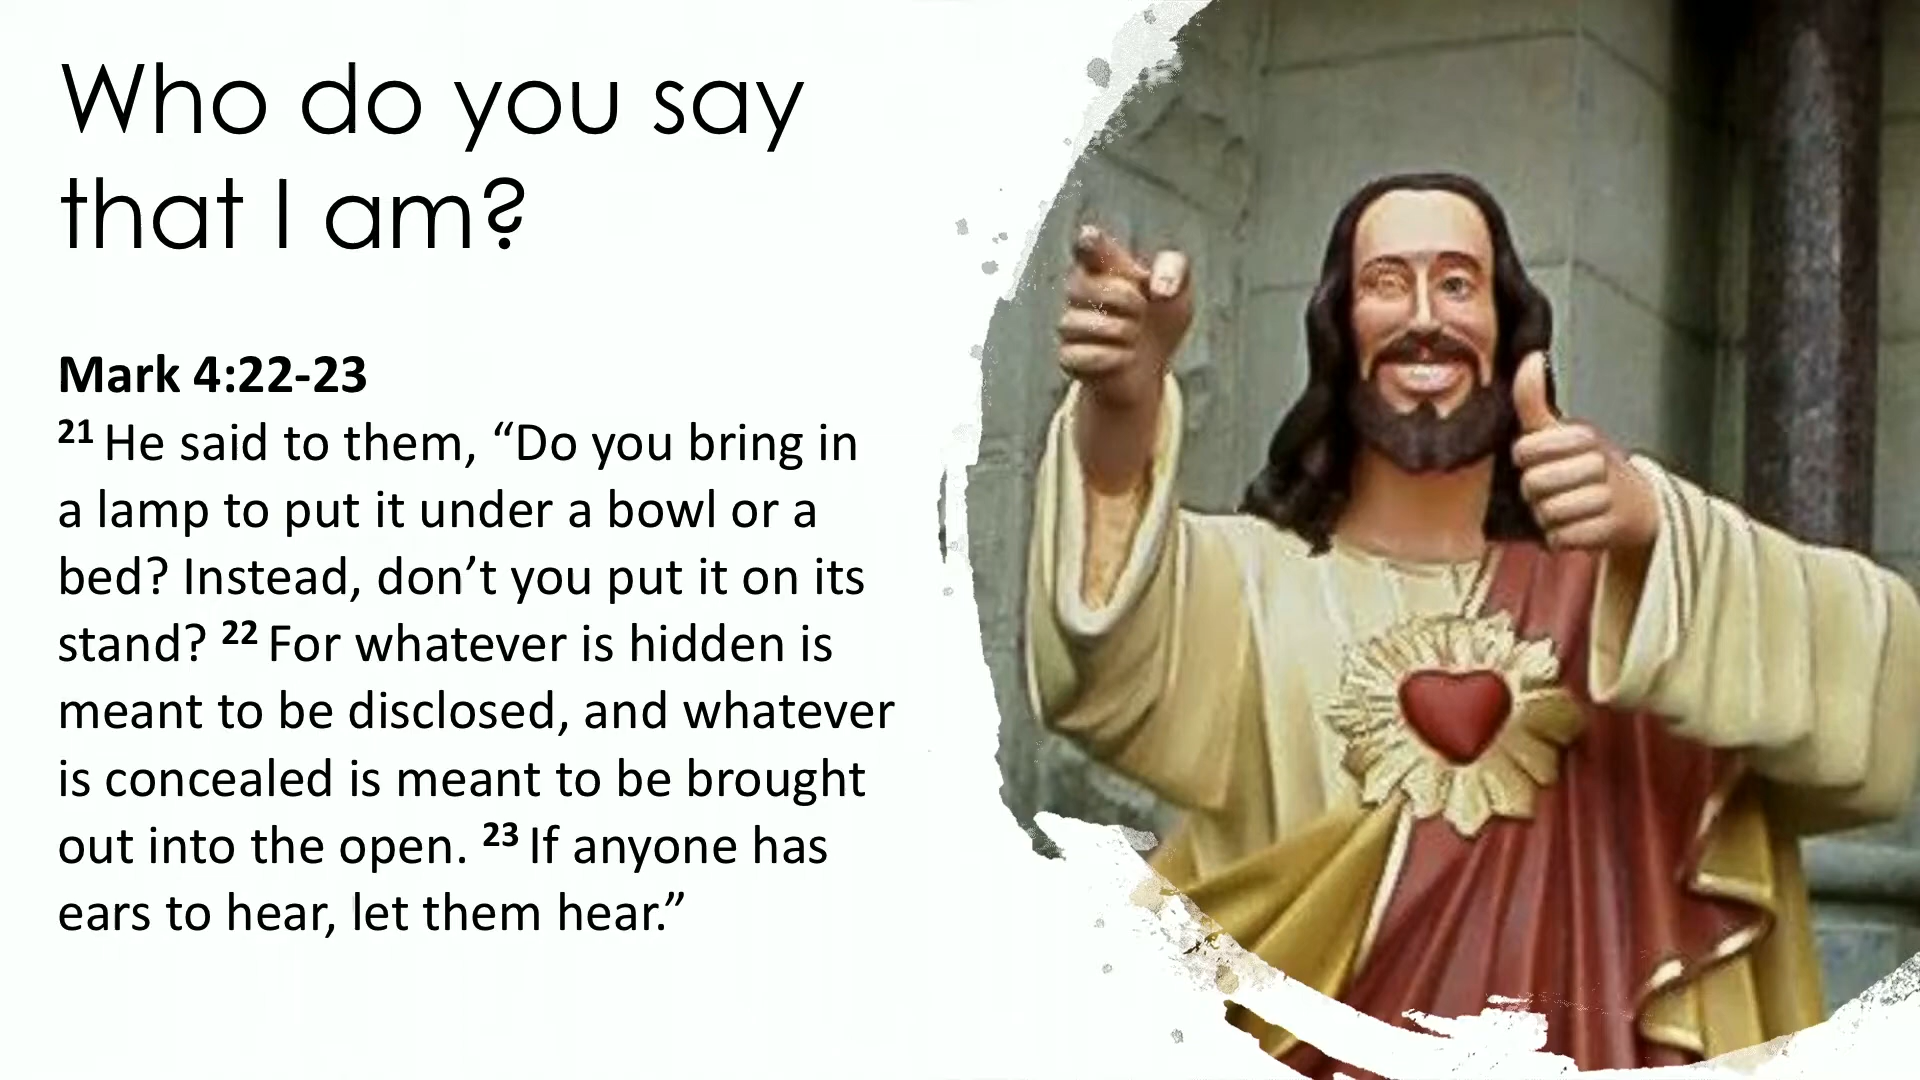 Who do you say
that I am?
Mark 4:22-23
21 He said to them, “Do you bring in
a lamp to put it under a bowl or a
bed? Instead, don’t you put it on its
stand? 22 For whatever is hidden is
meant to be disclosed, and whatever
is concealed is meant to be brought
out into the open. 23 If anyone has
ears to hear, let them hear.”